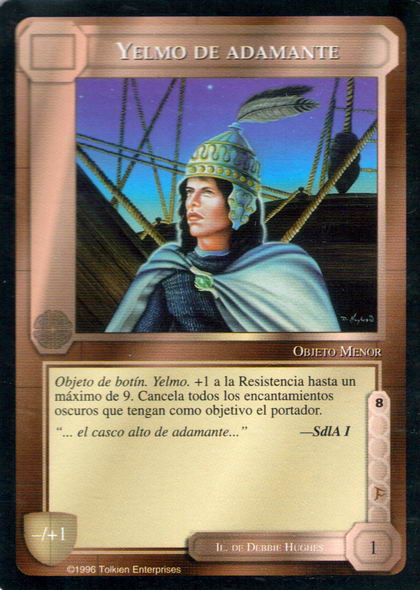 YELMO DE ADAMANTE
OBJETO MENOR
Objeto de botín. Yelmo. +1 a la Resistencia hasta un
máximo de 9. Cancela todos los encantamientos
oscuros que tengan como objetivo el portador.
“... el casco alto de adamante...” —SdlA I
8
–/+1
IL. DE DEBBIE HUGHES
1
©1996 Tolkien Enterprises